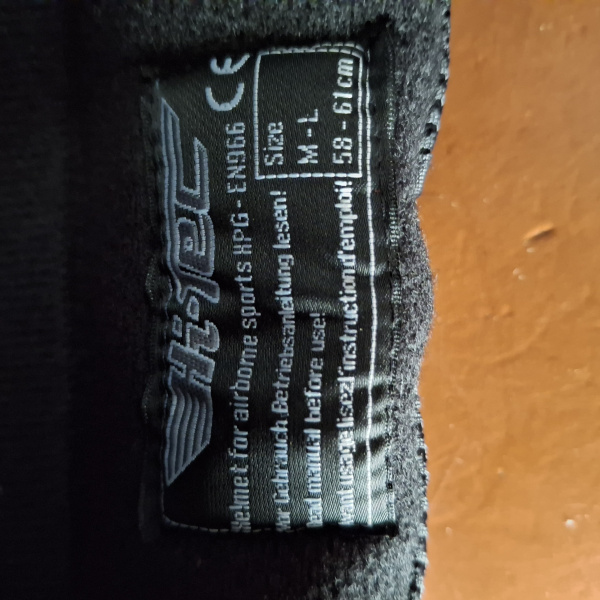 Hi-Tec
CE
Helmet for airborne sports HPG - EN966
Vor Gebrauch Betriebsanleitung lesen!
Read manual before use!
Avant usage lisez l'instruction d'emploi!
Size
M - L
58 - 61 cm